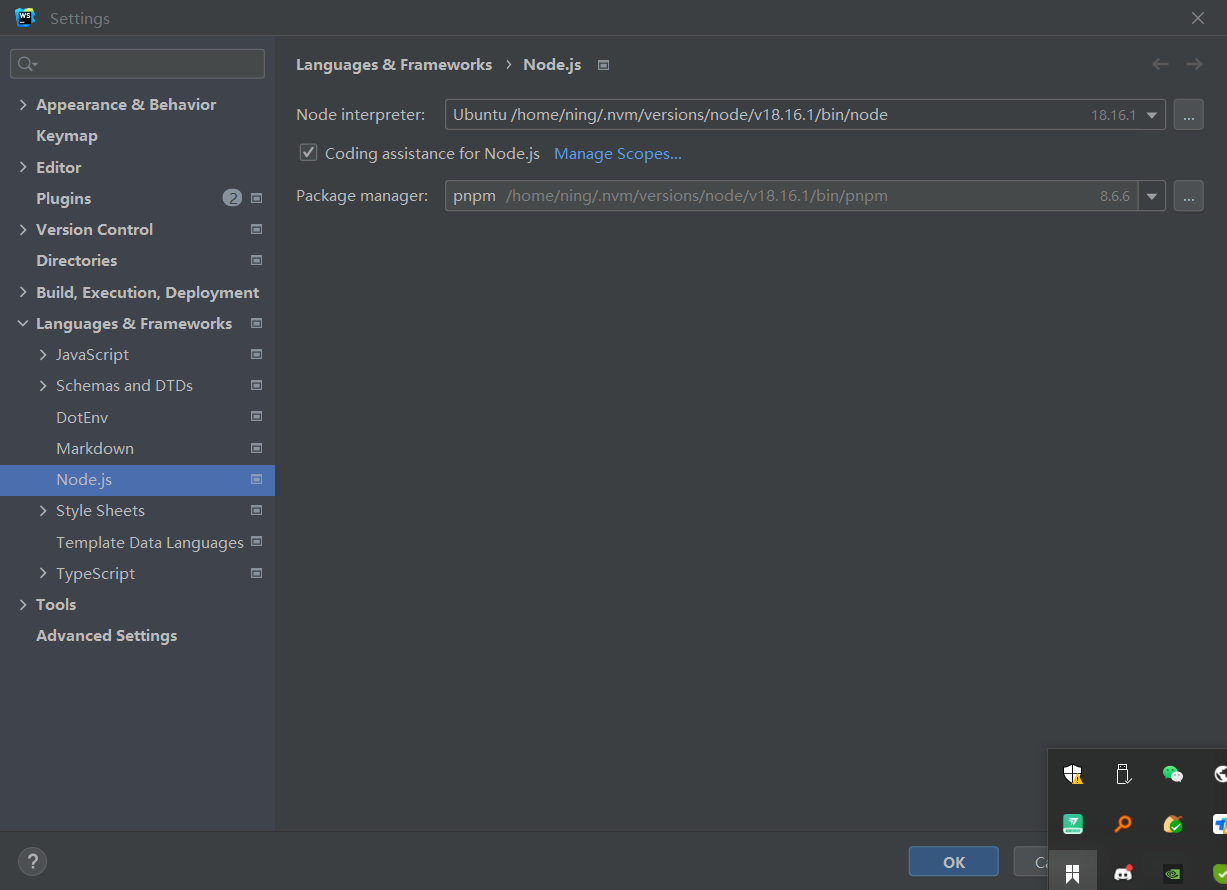 WS
Settings
Appearance & Behavior
Keymap
Editor
Plugins 2
Version Control
Directories
Build, Execution, Deployment
Languages & Frameworks
JavaScript
Schemas and DTDs
DotEnv
Markdown
Node.js
Style Sheets
Template Data Languages
TypeScript
Tools
Advanced Settings
Languages & Frameworks › Node.js
Node interpreter: Ubuntu /home/ning/.nvm/versions/node/v18.16.1/bin/node 18.16.1 ...
Coding assistance for Node.js Manage Scopes...
Package manager: pnpm /home/ning/.nvm/versions/node/v18.16.1/bin/pnpm 8.6.6 ...
? OK Ca